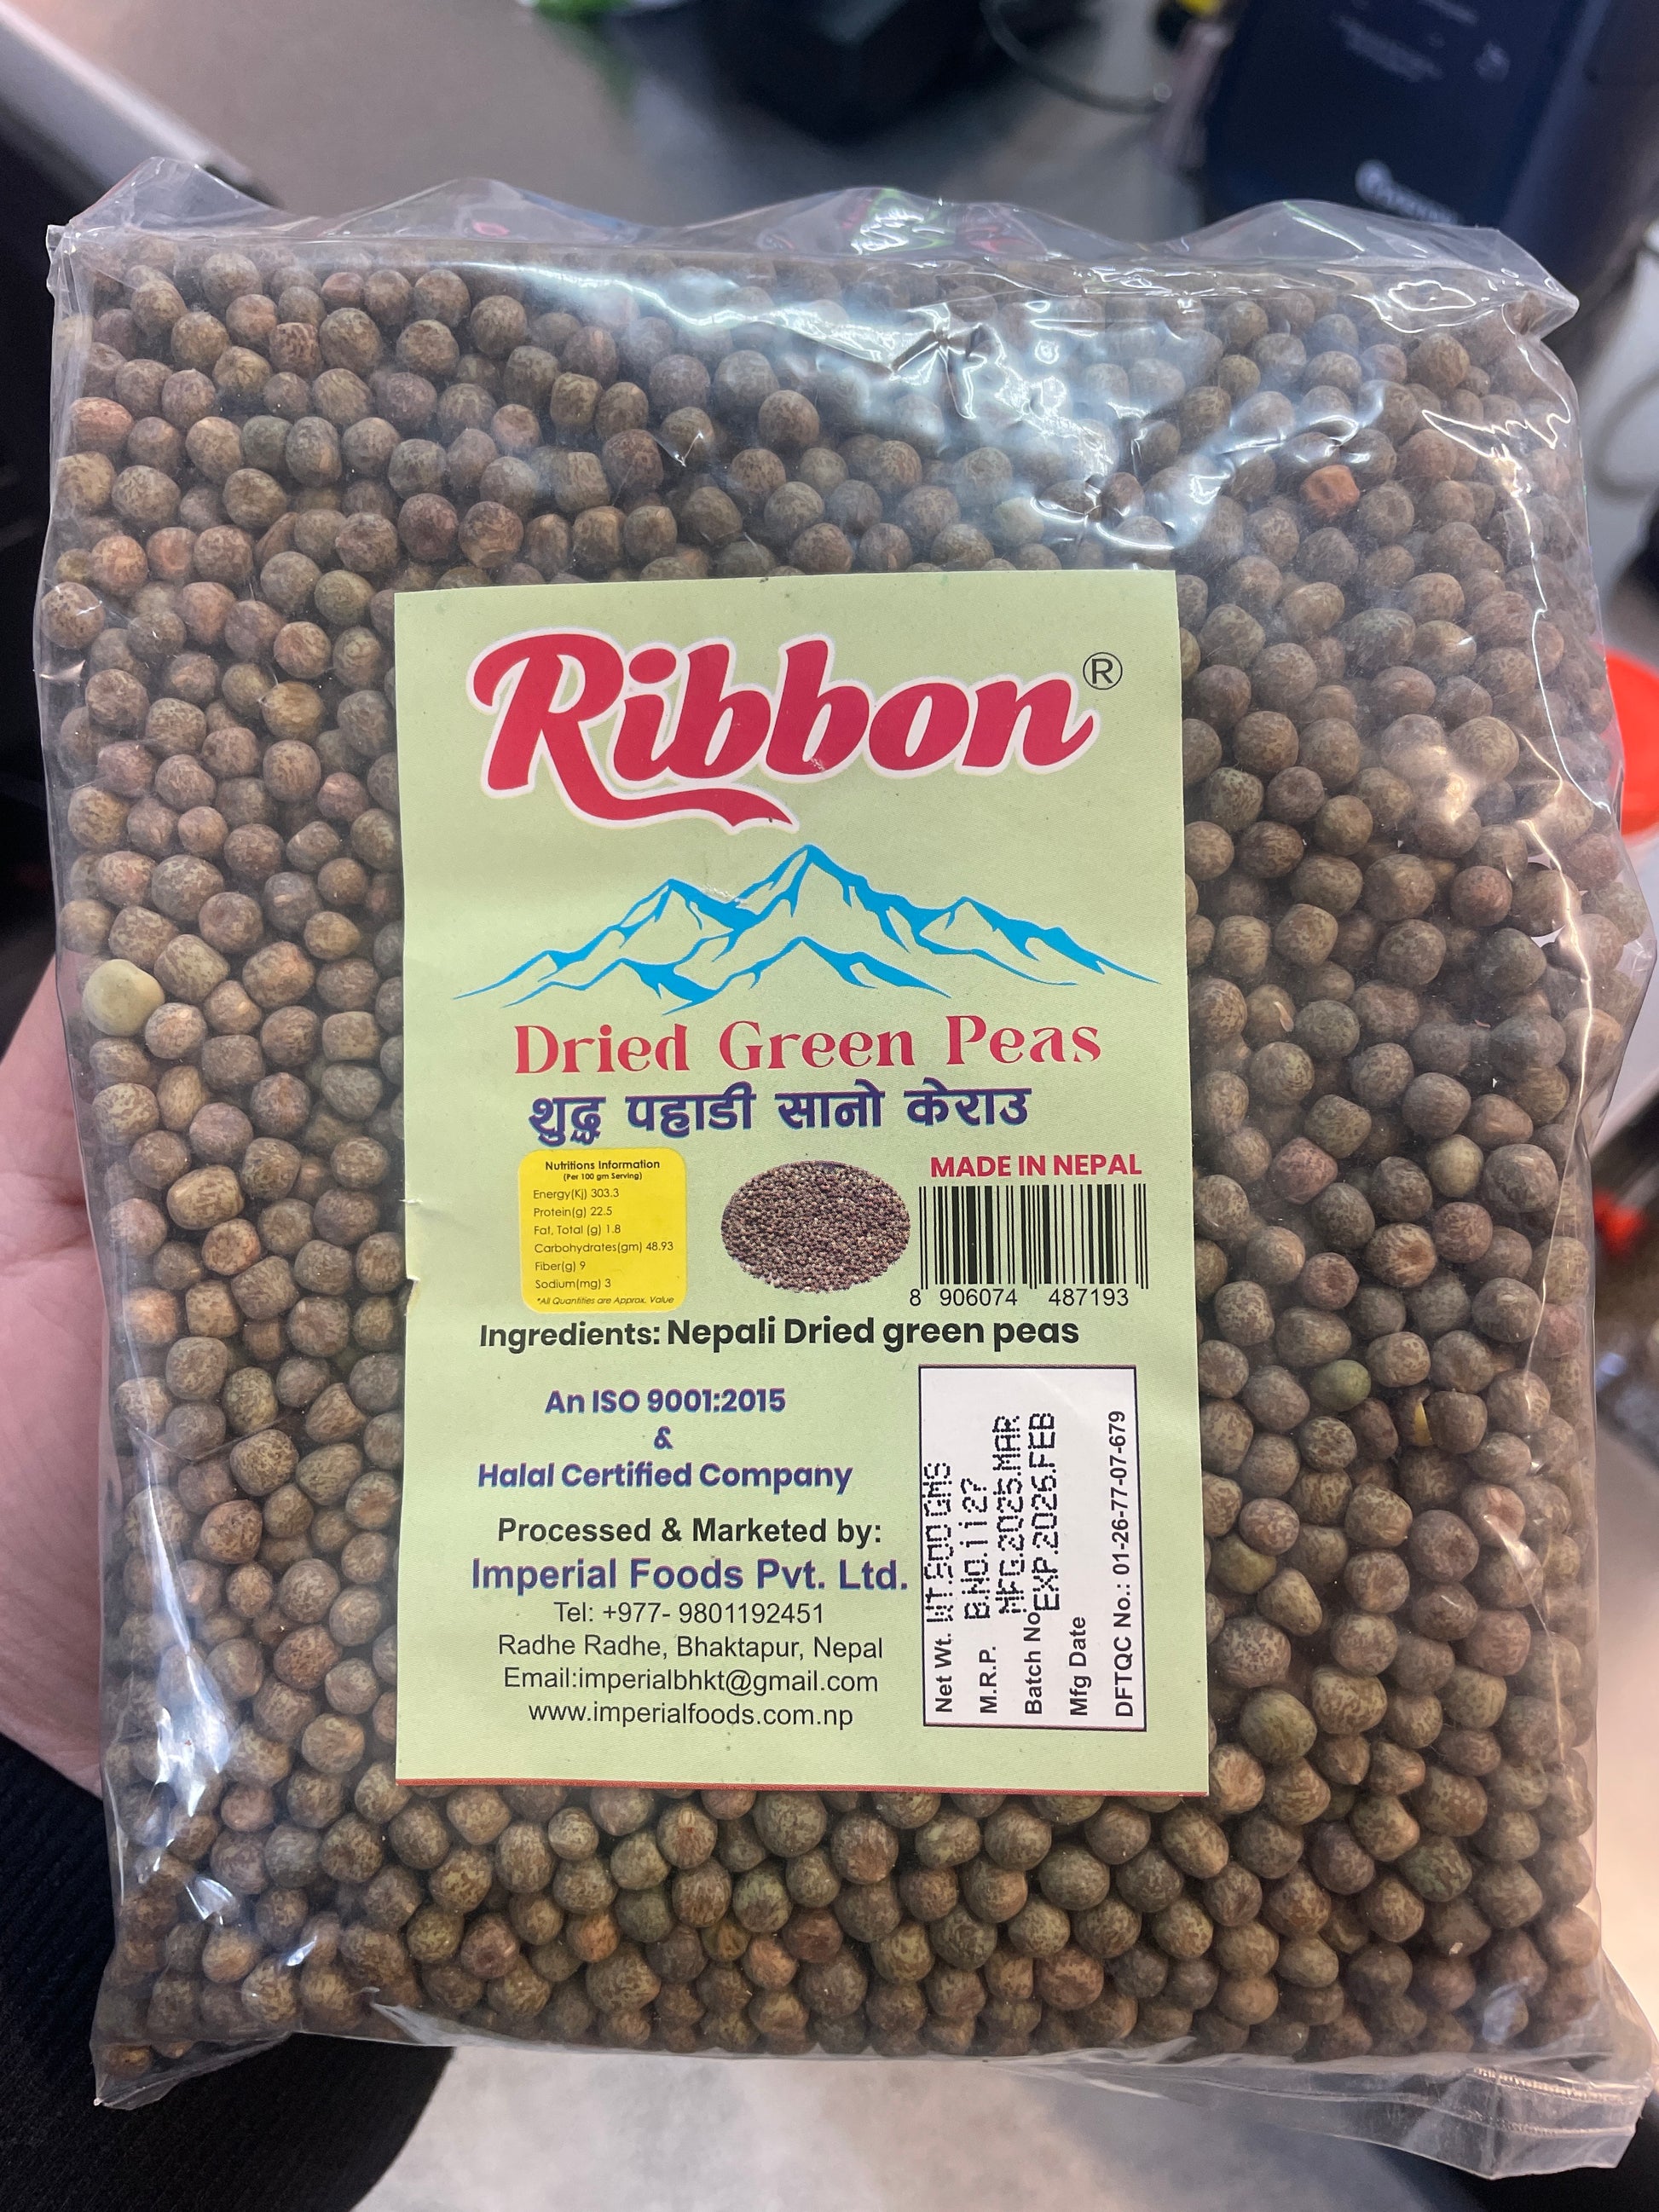 Ribbon®
Dried Green Peas
शुद्ध पहाडी सानो केराउ
Nutritions Information
(Per 100 gm Serving)
Energy(Kj) 303.3
Protein(g) 22.5
Fat, Total (g) 1.8
Carbohydrates(gm) 48.93
Fiber(g) 9
Sodium(mg) 3
*All Quantities are Approx. Value
MADE IN NEPAL
8 906074 487193
Ingredients: Nepali Dried green peas
An ISO 9001:2015
&
Halal Certified Company
Processed & Marketed by:
Imperial Foods Pvt. Ltd.
Tel: +977- 9801192451
Radhe Radhe, Bhaktapur, Nepal
Email:imperialbhkt@gmail.com
www.imperialfoods.com.np
Net Wt. WT.900GMS
M.R.P. B.NO.1127
MFG.2025.MAR
Batch No EXP.2026.FEB
Mfg Date
DFTQC No.: 01-26-77-07-679